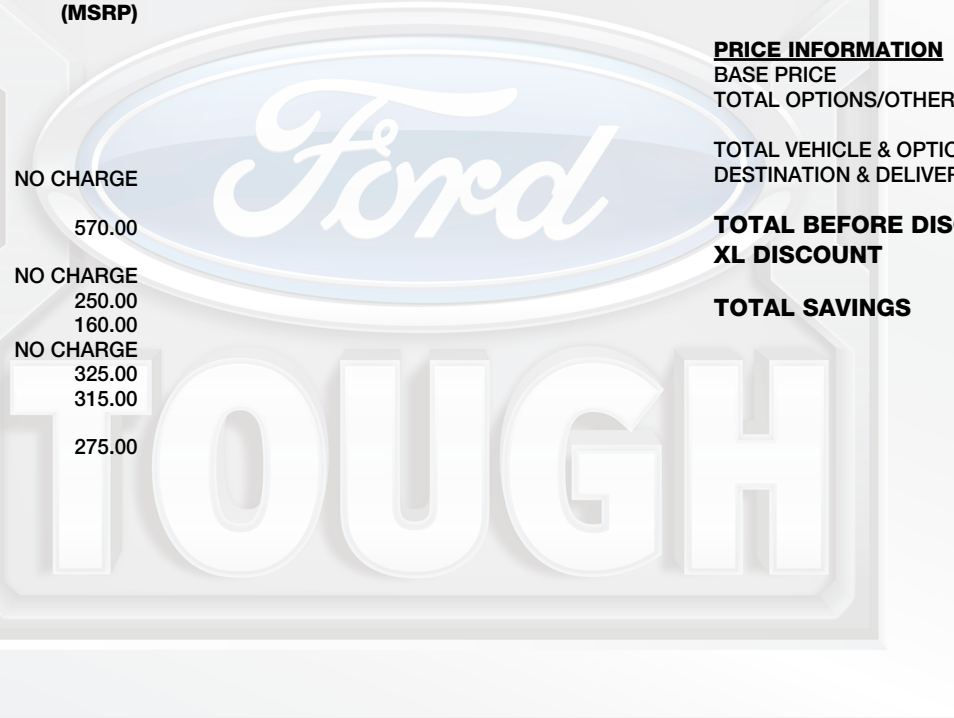 (MSRP)
NO CHARGE
570.00
NO CHARGE
250.00
160.00
NO CHARGE
325.00
315.00
275.00
PRICE INFORMATION
BASE PRICE
TOTAL OPTIONS/OTHER
TOTAL VEHICLE & OPTIO
DESTINATION & DELIVER
TOTAL BEFORE DISC
XL DISCOUNT
TOTAL SAVINGS
Ford
TOUGH